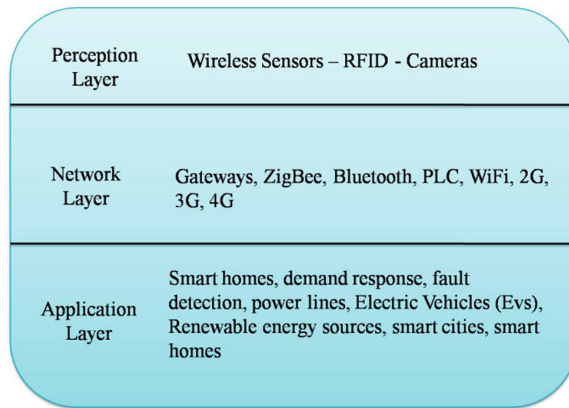 Perception
Layer
Wireless Sensors – RFID - Cameras
Network
Layer
Gateways, ZigBee, Bluetooth, PLC, WiFi, 2G,
3G, 4G
Application
Layer
Smart homes, demand response, fault
detection, power lines, Electric Vehicles (Evs),
Renewable energy sources, smart cities, smart
homes